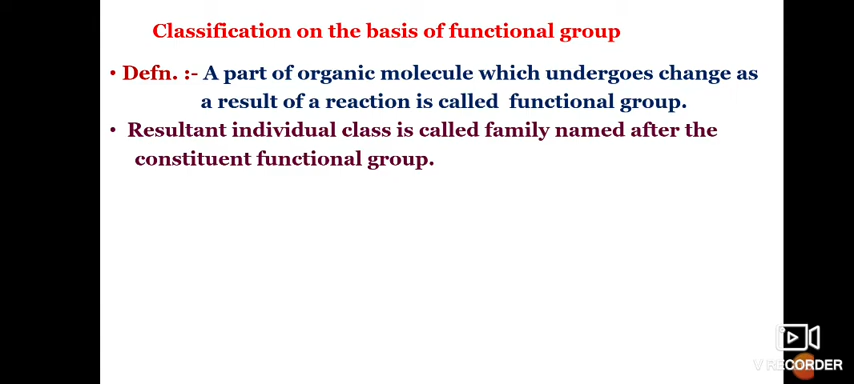 Classification on the basis of functional group
• Defn. :- A part of organic molecule which undergoes change as
a result of a reaction is called functional group.
• Resultant individual class is called family named after the
constituent functional group.
V RECORDER